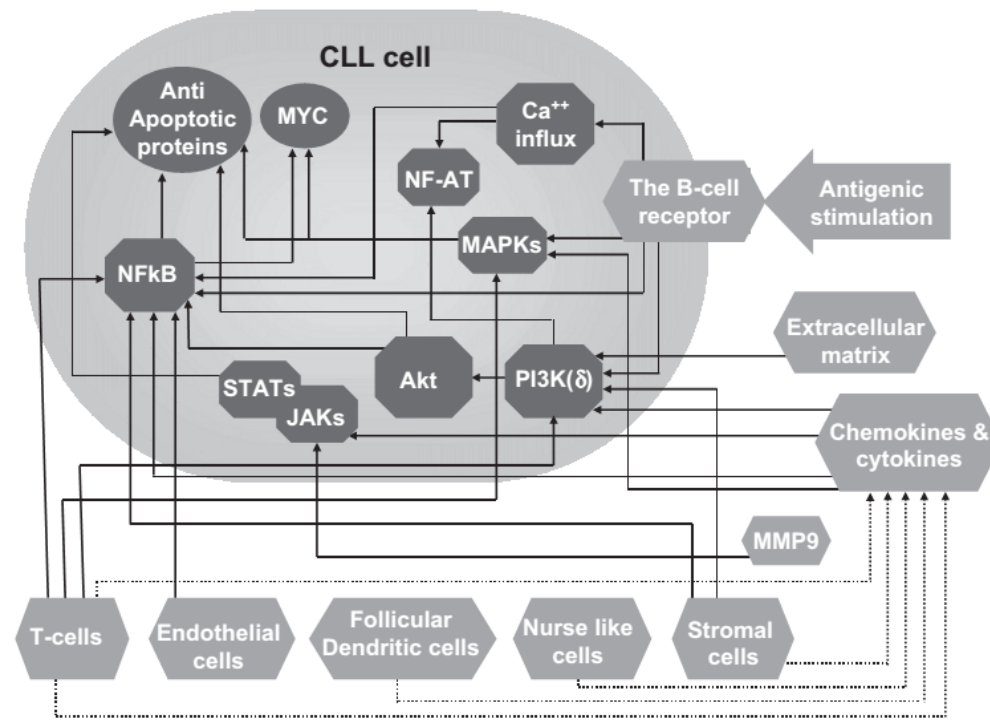 CLL cell
Anti
Apoptotic
proteins
MYC
Ca++
influx
NF-AT
The B-cell
receptor
Antigenic
stimulation
MAPKs
NFkB
Extracellular
matrix
STATs
JAKs
Akt
PI3K(δ)
Chemokines &
cytokines
MMP9
T-cells
Endothelial
cells
Follicular
Dendritic cells
Nurse like
cells
Stromal
cells